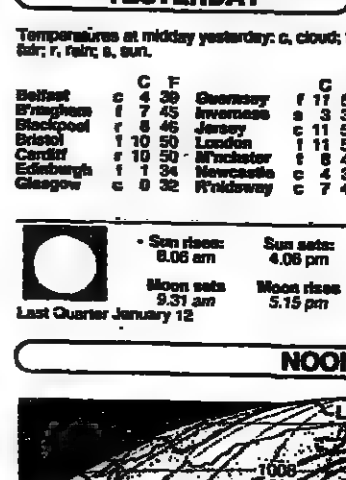 YESTERDAY
Temperatures at midday yesterday: c, cloud; f
fair; r, rain; s, sun.
C F
Belfast c 4 39
B'rmgham f 7 45
Blackpool r 8 46
Bristol f 10 50
Cardiff r 10 50
Edinburgh f 1 34
Glasgow c 0 32
C
Guernsey f 11
Inverness s 3
Jersey c 11
London f 11
M'nchster f 8
Newcastle c 4
R'nldsway c 7
Sun rises:
8.06 am
Sun sets:
4.08 pm
Moon sets
9.31 am
Moon rises
5.15 pm
Last Quarter January 12
NOON
1008